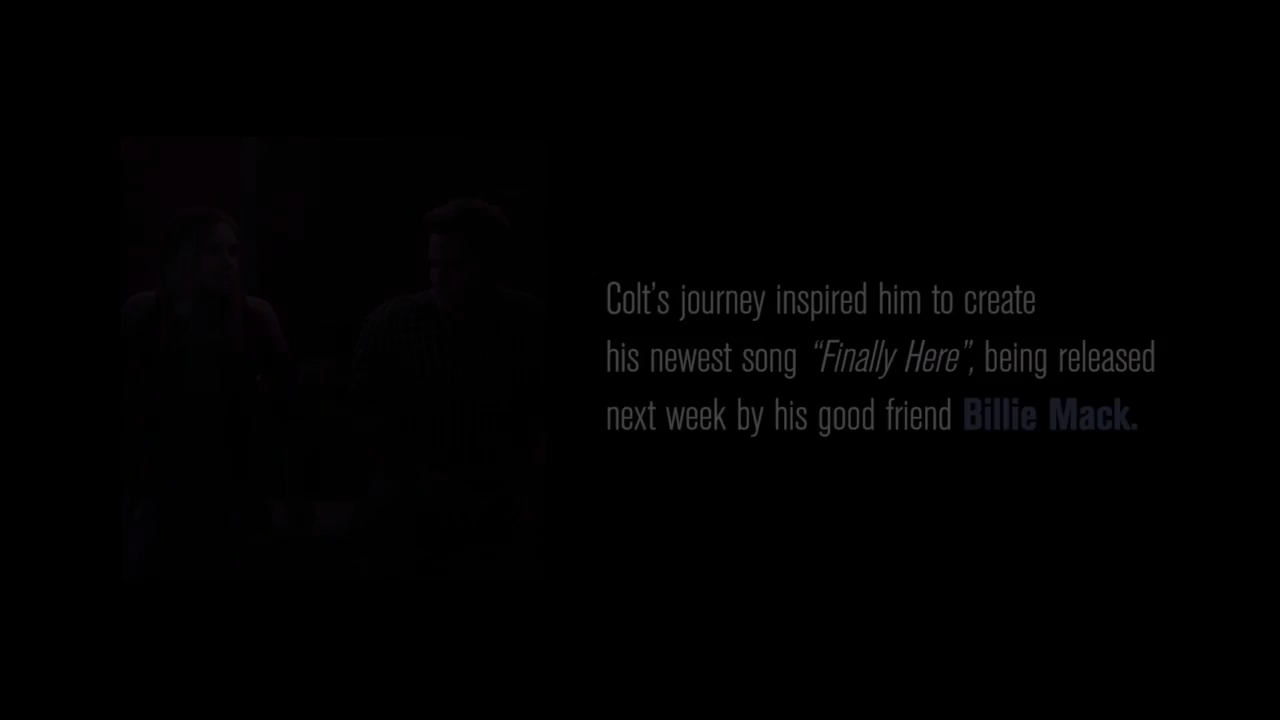 Colt’s journey inspired him to create
his newest song “Finally Here”, being released
next week by his good friend Billie Mack.